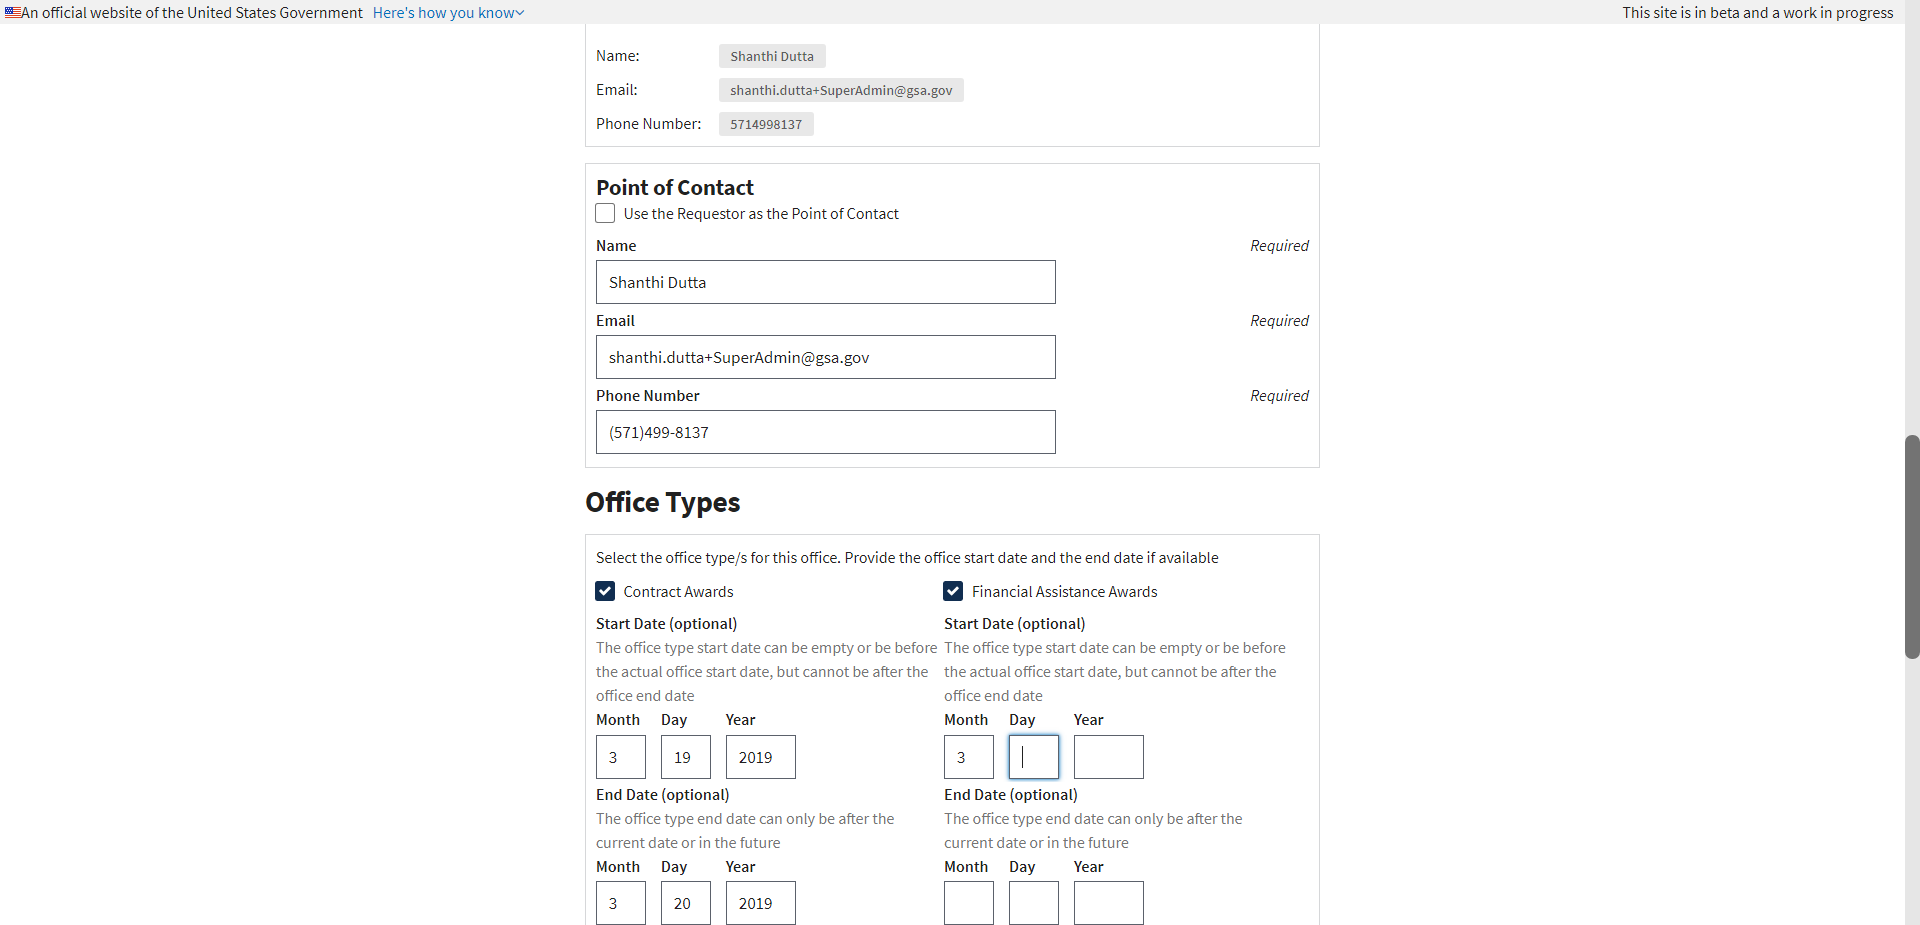 An official website of the United States Government Here's how you know
This site is in beta and a work in progress
Name: Shanthi Dutta
Email: shanthi.dutta+SuperAdmin@gsa.gov
Phone Number: 5714998137
Point of Contact
Use the Requestor as the Point of Contact
Name Required
Shanthi Dutta
Email Required
shanthi.dutta+SuperAdmin@gsa.gov
Phone Number Required
(571)499-8137
Office Types
Select the office type/s for this office. Provide the office start date and the end date if available
Contract Awards
Start Date (optional)
The office type start date can be empty or be before
the actual office start date, but cannot be after the
office end date
Month Day Year
3 19 2019
End Date (optional)
The office type end date can only be after the
current date or in the future
Month Day Year
3 20 2019
Financial Assistance Awards
Start Date (optional)
The office type start date can be empty or be before
the actual office start date, but cannot be after the
office end date
Month Day Year
3
End Date (optional)
The office type end date can only be after the
current date or in the future
Month Day Year